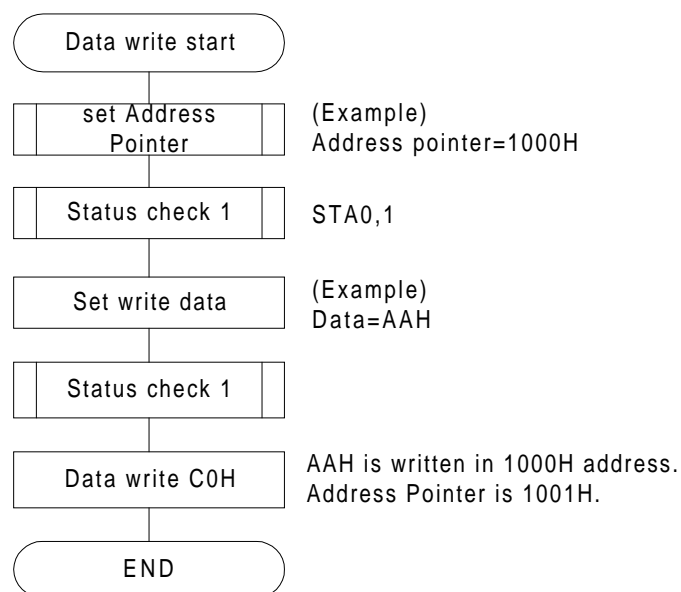 Data write start
set Address
Pointer
(Example)
Address pointer=1000H
Status check 1
STA0,1
Set write data
(Example)
Data=AAH
Status check 1
Data write C0H
AAH is written in 1000H address.
Address Pointer is 1001H.
END